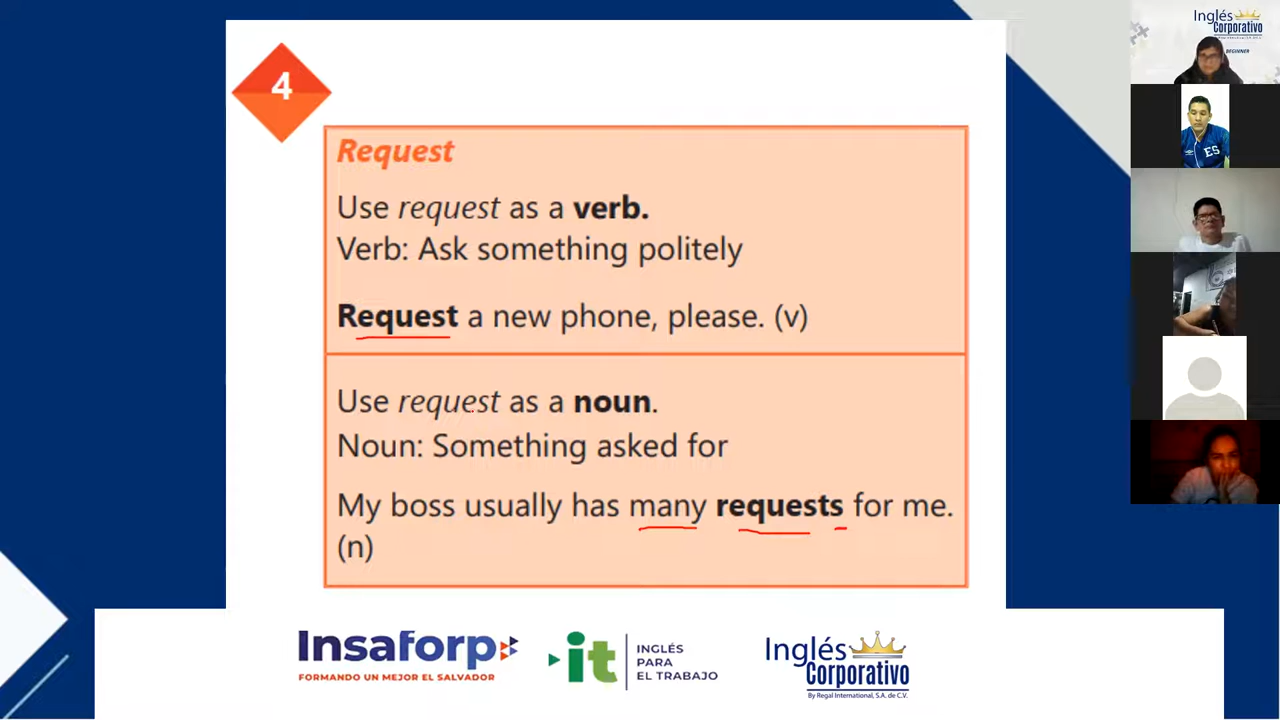 4
Request
Use request as a verb.
Verb: Ask something politely
Request a new phone, please. (v)
Use request as a noun.
Noun: Something asked for
My boss usually has many requests for me.
(n)
Insaforp
FORMANDO UN MEJOR EL SALVADOR
it
INGLÉS
PARA
EL TRABAJO
Inglés
Corporativo
By Regal International, S.A. de C.V.
Inglés
Corporativo
BEGINNER
ES